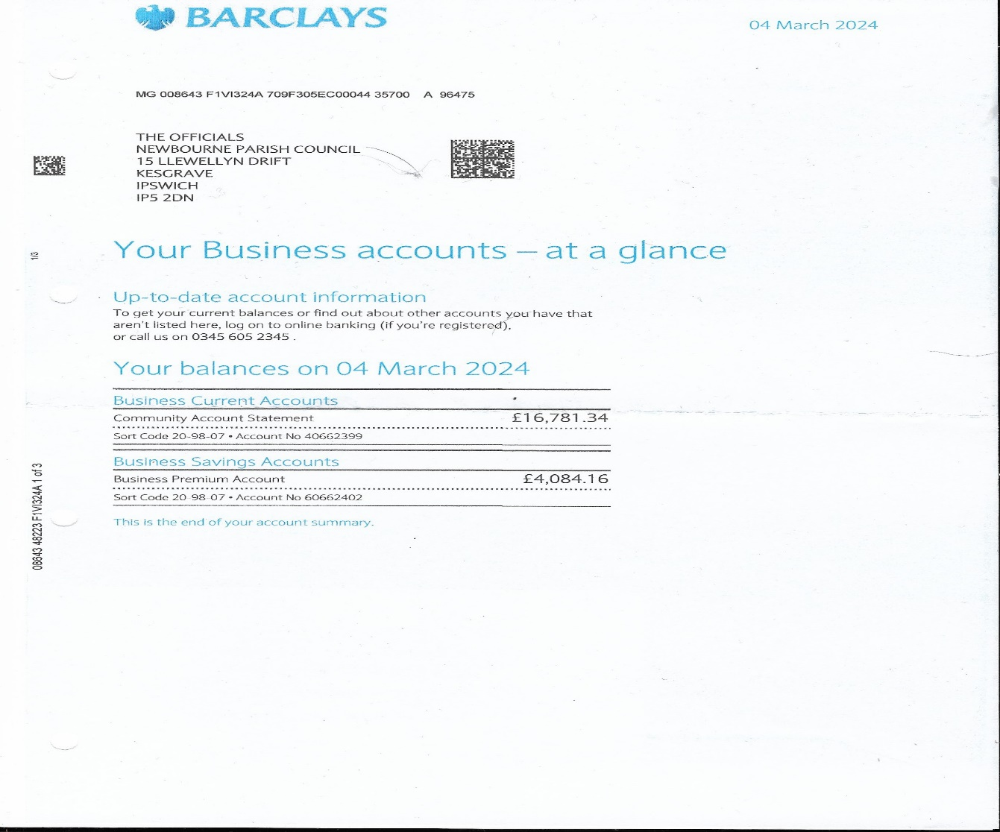 BARCLAYS
04 March 2024
MG 008643 F1VI324A 709F305EC00044 35700 A 96475
THE OFFICIALS
NEWBOURNE PARISH COUNCIL
15 LLEWELLYN DRIFT
KESGRAVE
IPSWICH
IP5 2DN
1/3
Your Business accounts – at a glance
Up-to-date account information
To get your current balances or find out about other accounts you have that
aren't listed here, log on to online banking (if you're registered),
or call us on 0345 605 2345 .
Your balances on 04 March 2024
Business Current Accounts
Community Account Statement £16,781.34
Sort Code 20-98-07 • Account No 40662399
Business Savings Accounts
Business Premium Account £4,084.16
Sort Code 20-98-07 • Account No 60662402
This is the end of your account summary.
08643 48223 F1VI324A 1 of 3